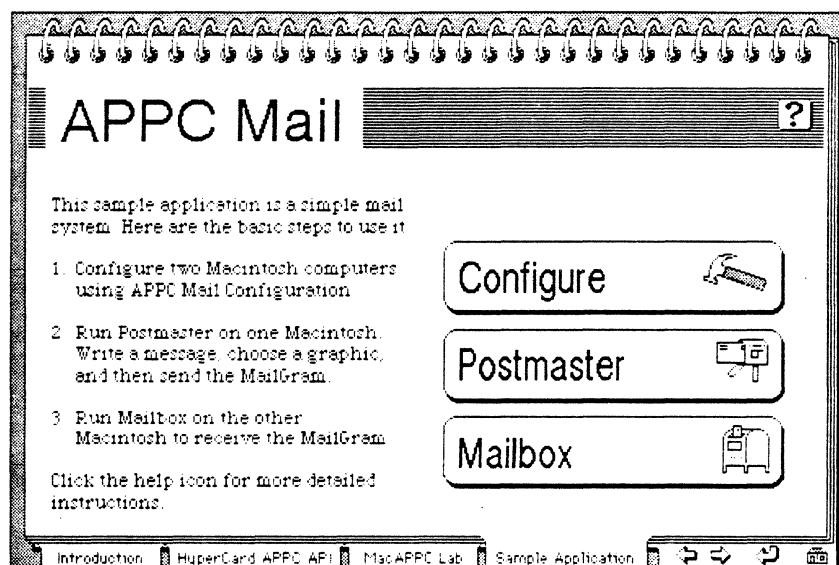 APPC Mail
?
This sample application is a simple mail
system. Here are the basic steps to use it
1. Configure two Macintosh computers
using APPC Mail Configuration
2 Run Postmaster on one Macintosh.
Write a message, choose a graphic,
and then send the MailGram.
3 Run Mailbox on the other
Macintosh to receive the MailGram
Click the help icon for more detailed
instructions.
Configure
Postmaster
Mailbox
Introduction HyperCard APPC API MacAPPC Lab Sample Application